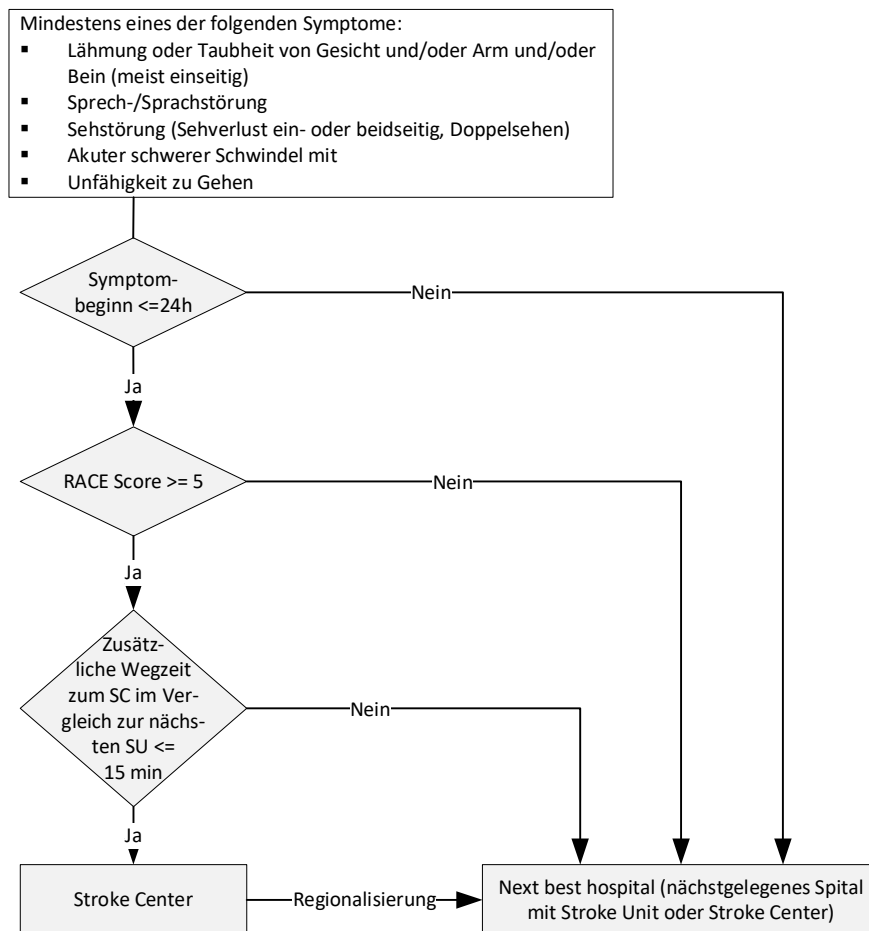 Mindestens eines der folgenden Symptome:
▪ Lähmung oder Taubheit von Gesicht und/oder Arm und/oder
Bein (meist einseitig)
▪ Sprech-/Sprachstörung
▪ Sehstörung (Sehverlust ein- oder beidseitig, Doppelsehen)
▪ Akuter schwerer Schwindel mit
▪ Unfähigkeit zu Gehen
Symptom-
beginn <=24h
Nein
Ja
RACE Score >= 5
Nein
Ja
Zusätz-
liche Wegzeit
zum SC im Ver-
gleich zur nächs-
ten SU <=
15 min
Nein
Ja
Stroke Center
Regionalisierung
Next best hospital (nächstgelegenes Spital
mit Stroke Unit oder Stroke Center)